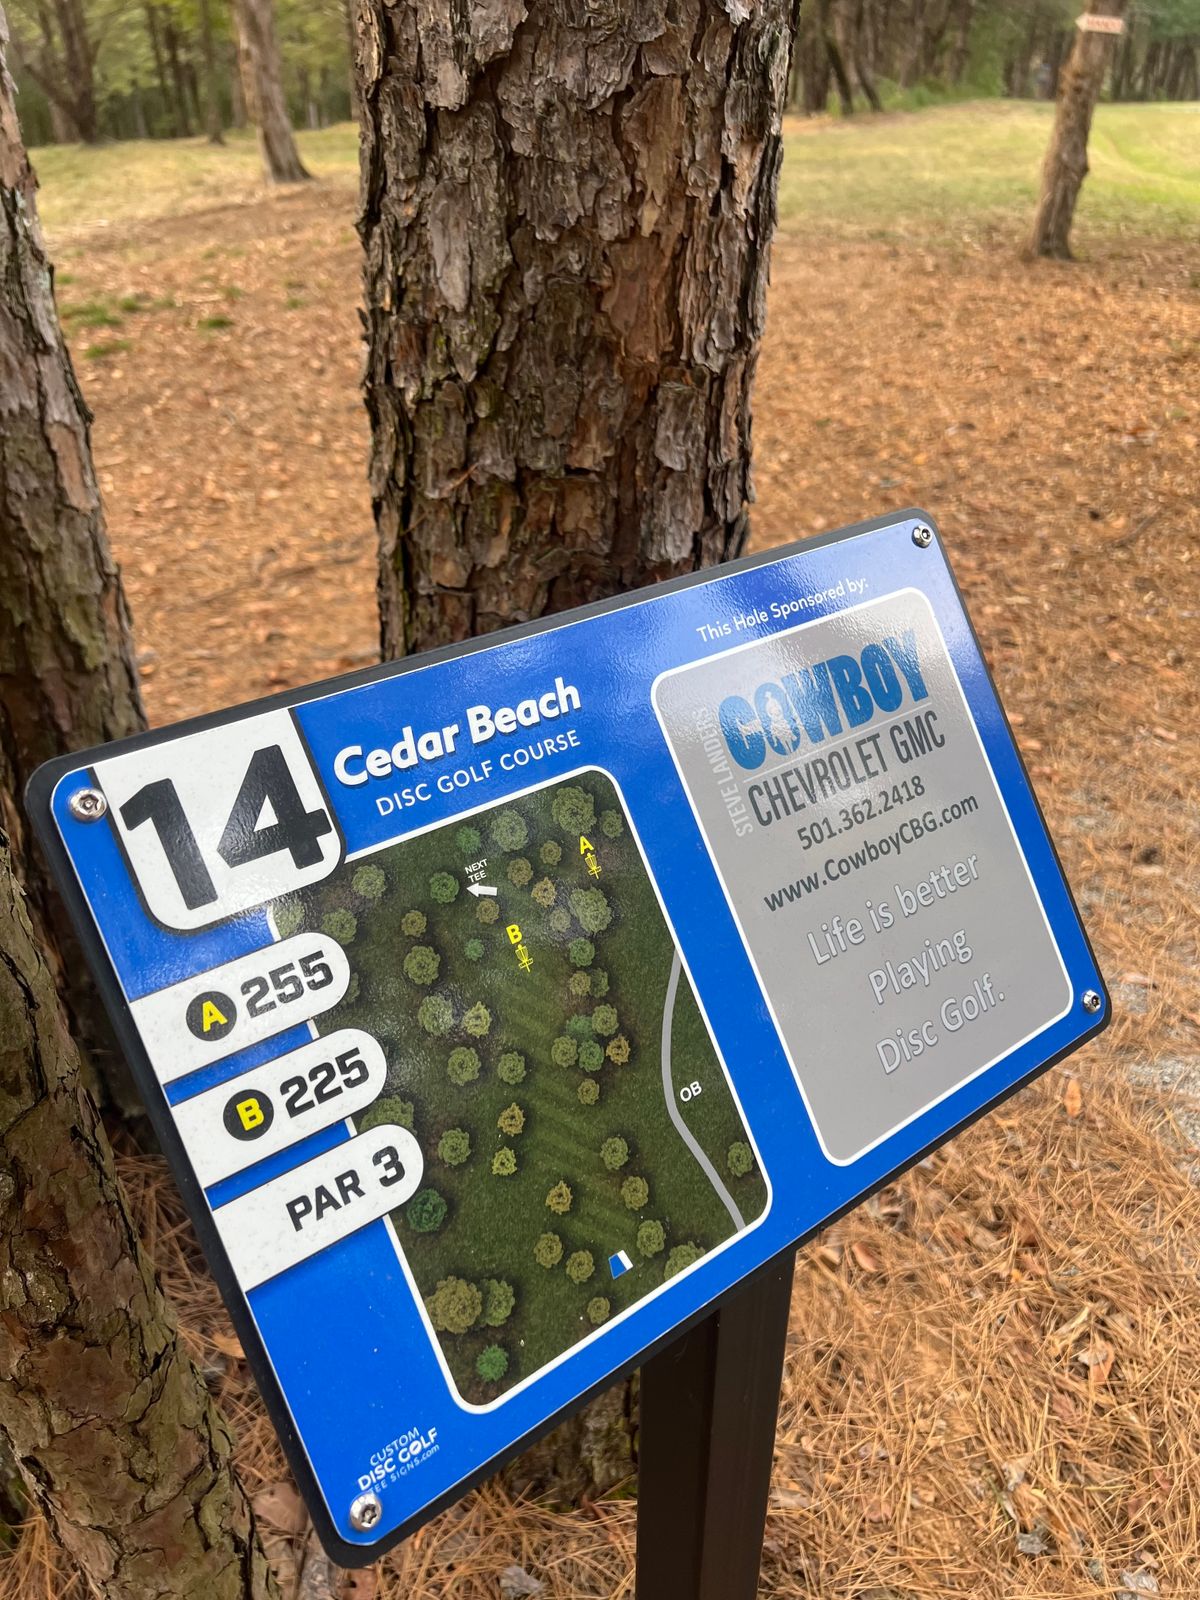 14
Cedar Beach
DISC GOLF COURSE
A 255
B 225
PAR 3
A
NEXT
TEE
B
OB
This Hole Sponsored by:
STEVE LANDERS
COWBOY
CHEVROLET GMC
501.362.2418
www.CowboyCBG.com
Life is better
Playing
Disc Golf.
CUSTOM
DISC GOLF
TEE SIGNS.com